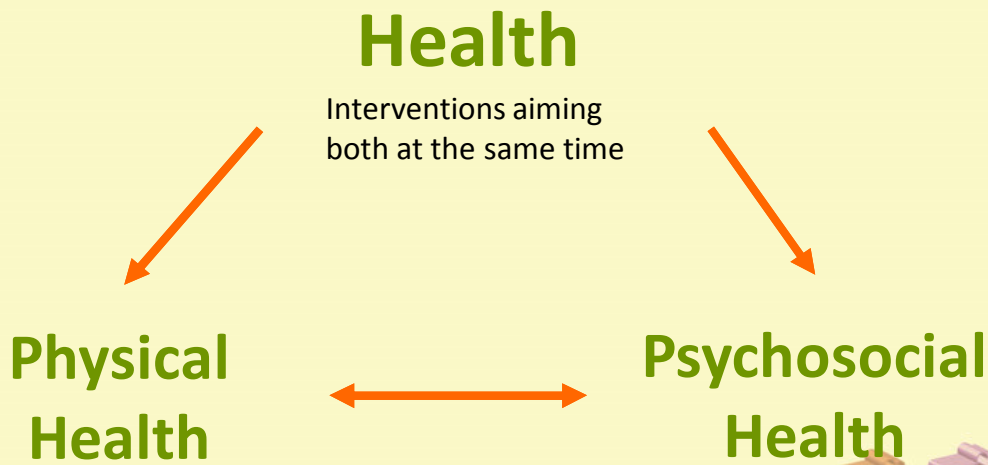 Health
Interventions aiming
both at the same time
Physical
Health
Psychosocial
Health